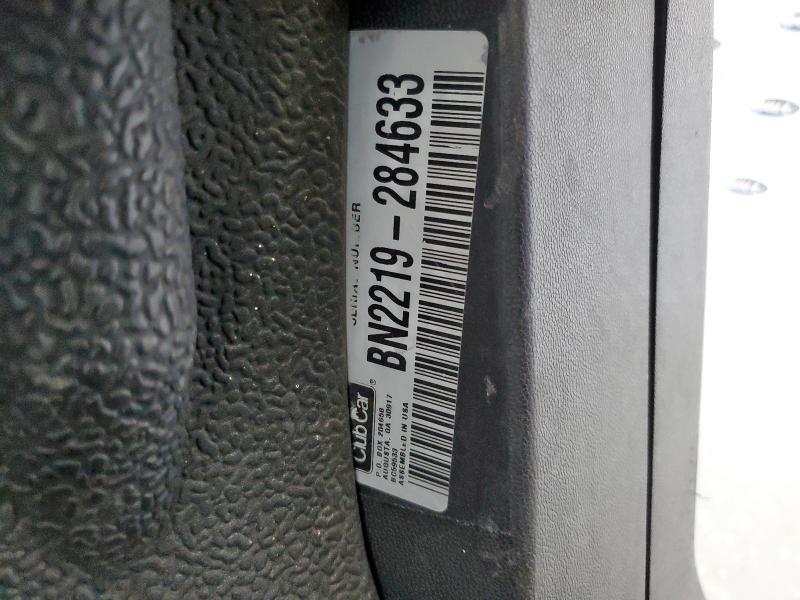 SERIAL NUMBER
BN2219-284633
Club Car®
P.O. BOX 204658
AUGUSTA, GA 30917
ASSEMBLED IN USA